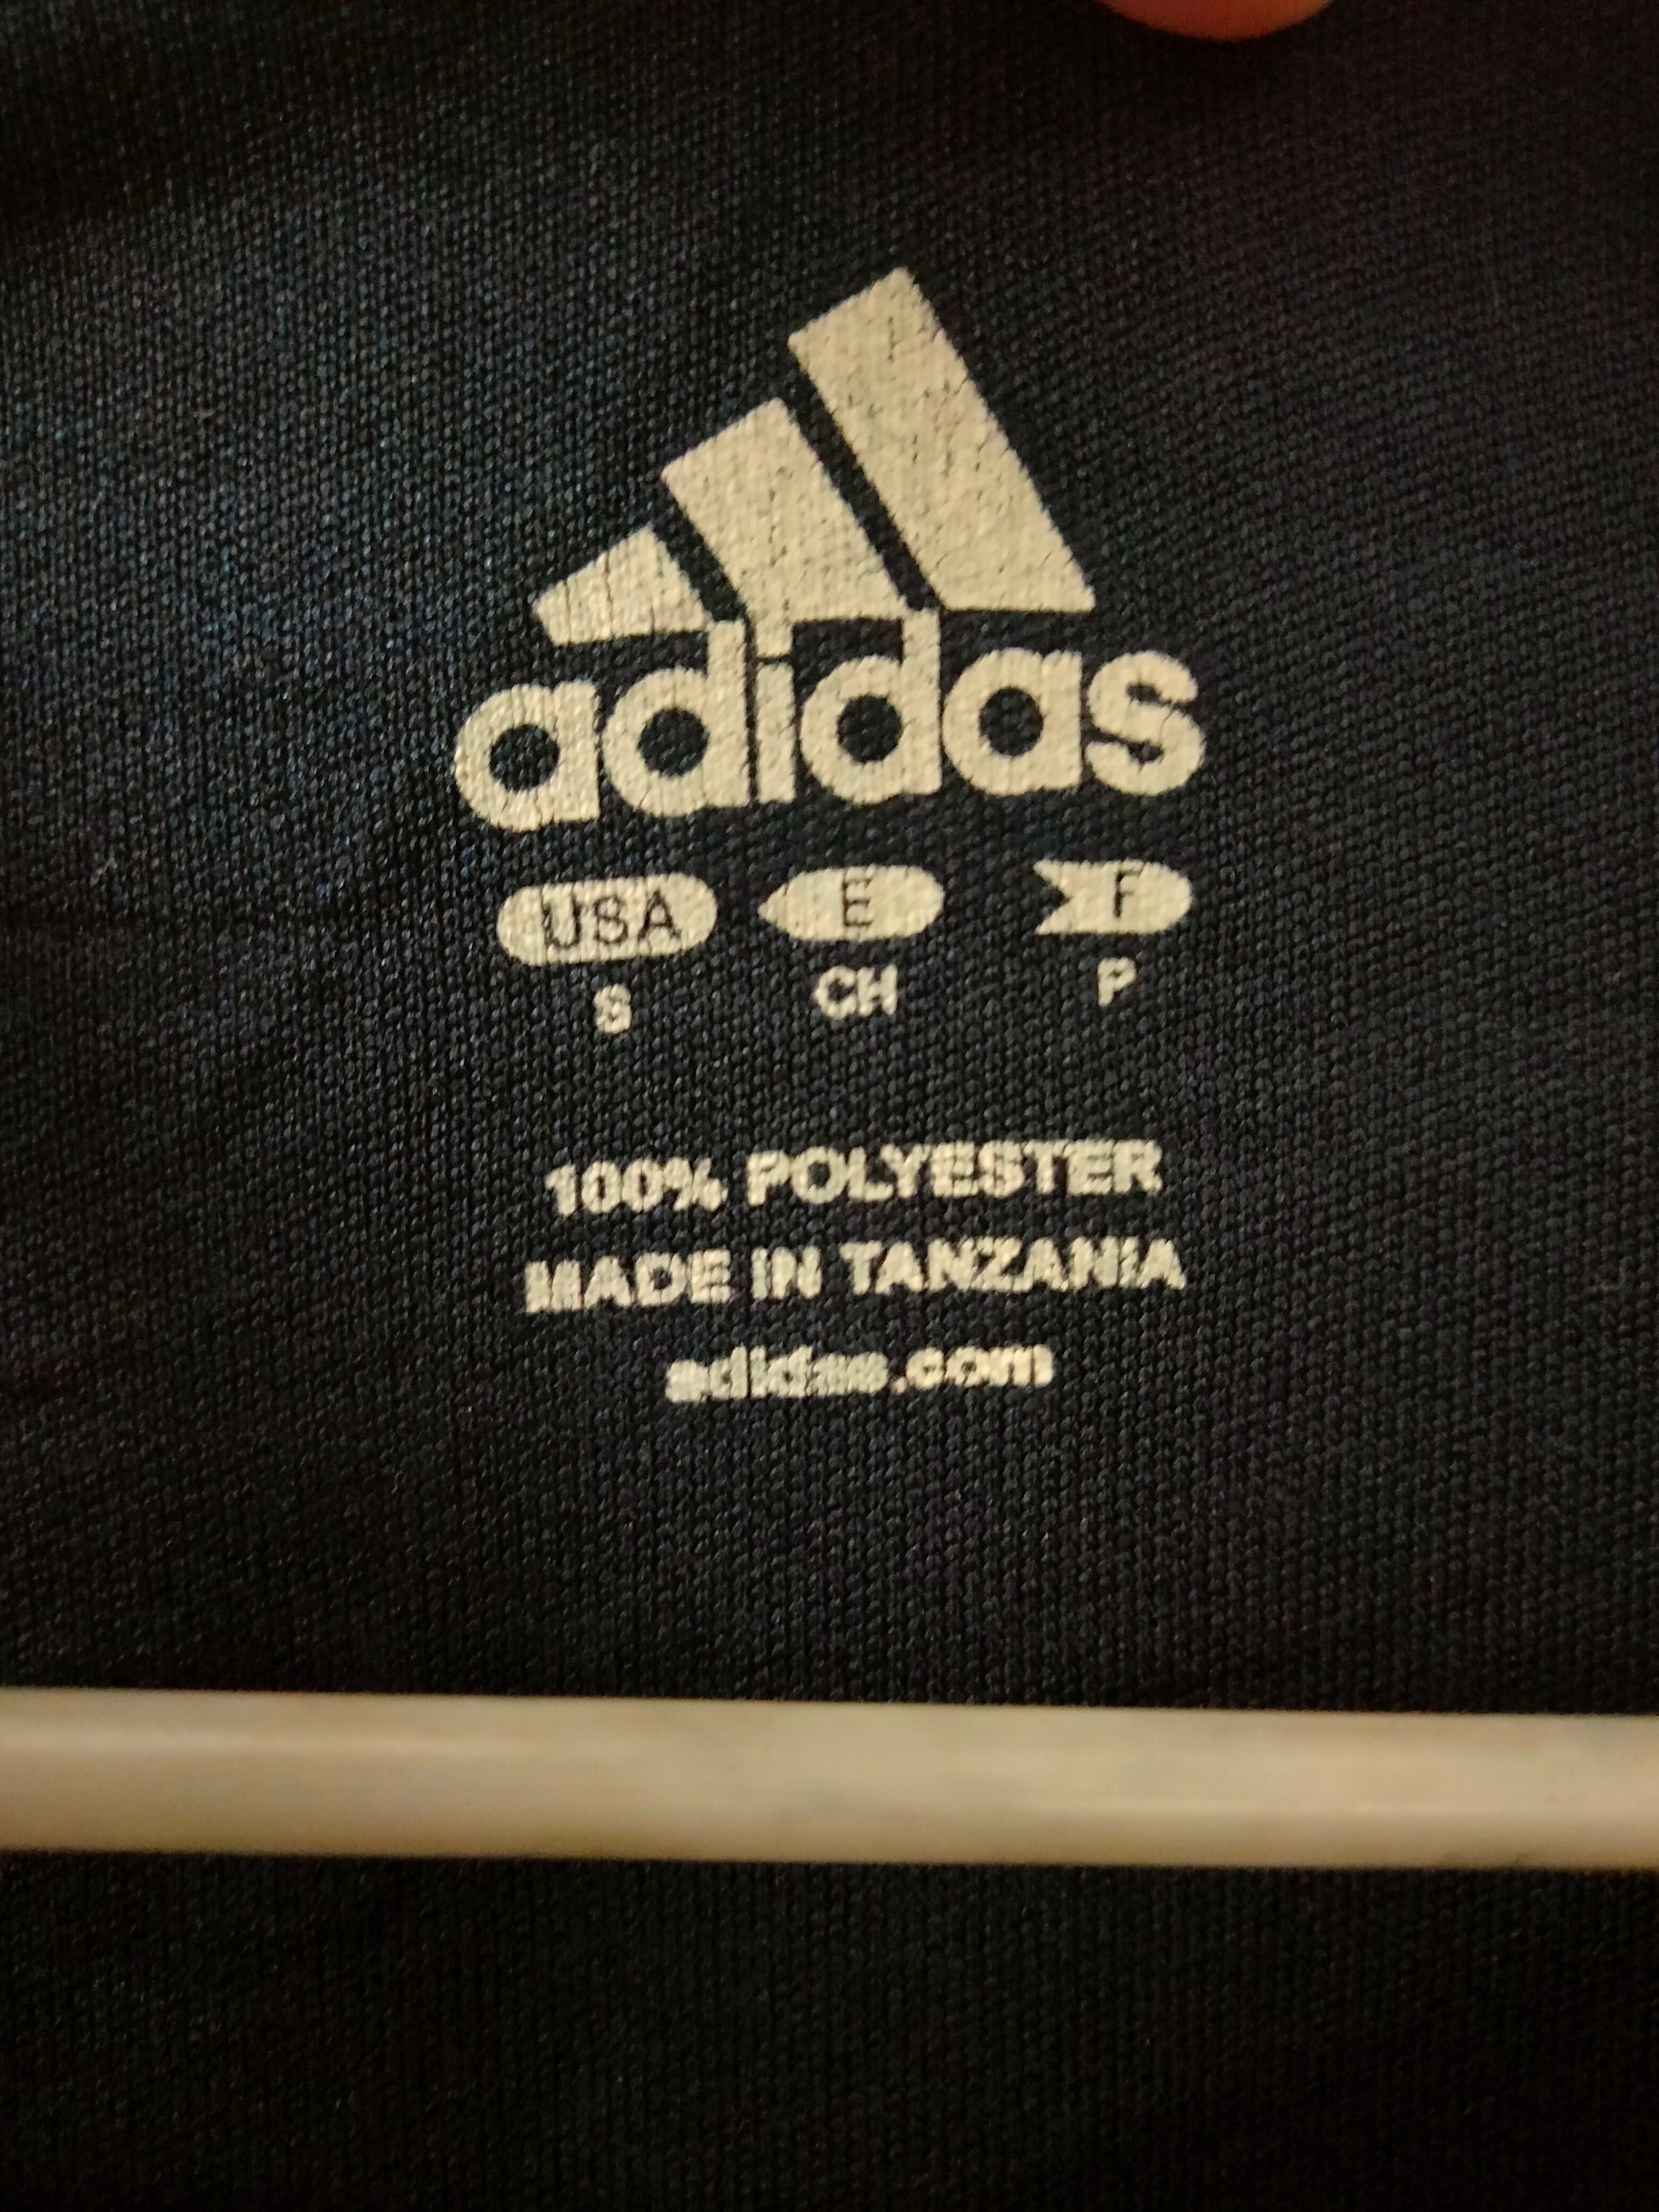 adidas
USA E F
S CH P
100% POLYESTER
MADE IN TANZANIA
adidas.com